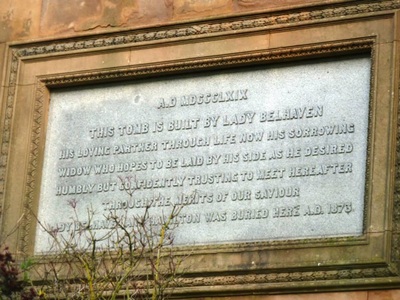 A.D MDCCCLXIX
THIS TOMB IS BUILT BY LADY BELHAVEN
HIS LOVING PARTNER THROUGH LIFE NOW HIS SORROWING
WIDOW WHO HOPES TO BE LAID BY HIS SIDE AS HE DESIRED
HUMBLY BUT CONFIDENTLY TRUSTING TO MEET HEREAFTER
THROUGH THE MERITS OF OUR SAVIOUR
WAS BURIED HERE A.D. 1873.